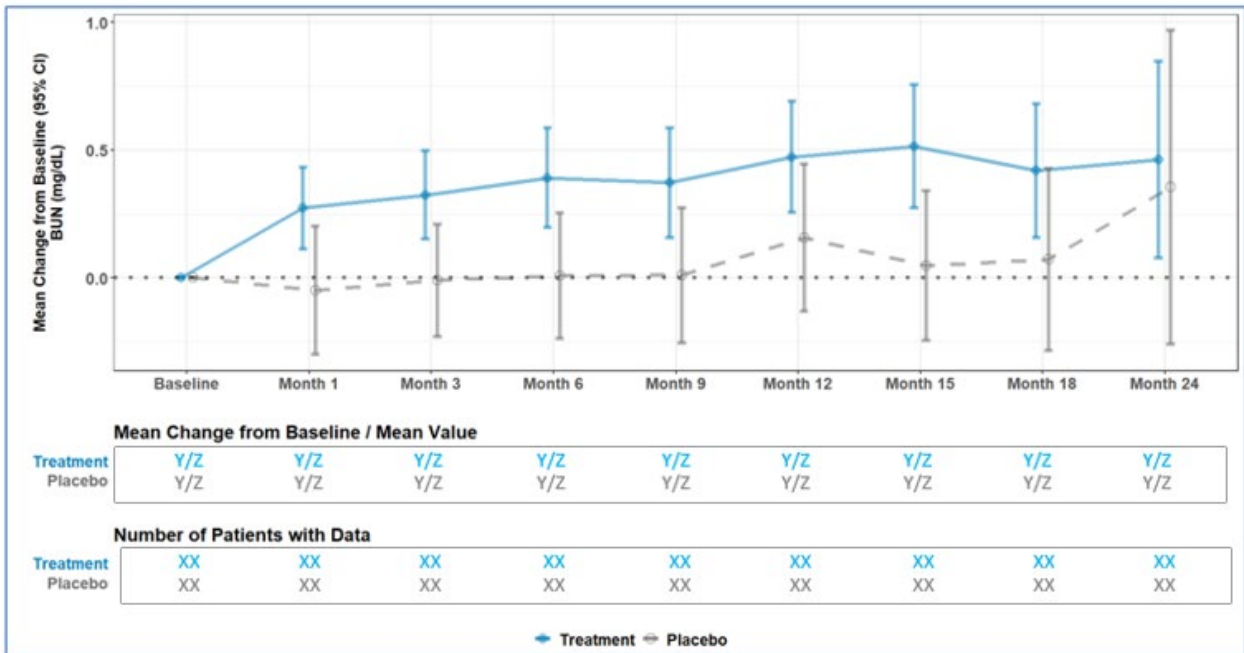 Mean Change from Baseline (95% CI)
BUN (mg/dL)
1.0
0.5
0.0
Baseline Month 1 Month 3 Month 6 Month 9 Month 12 Month 15 Month 18 Month 24
Mean Change from Baseline / Mean Value
Treatment Y/Z Y/Z Y/Z Y/Z Y/Z Y/Z Y/Z Y/Z Y/Z
Placebo Y/Z Y/Z Y/Z Y/Z Y/Z Y/Z Y/Z Y/Z Y/Z
Number of Patients with Data
Treatment XX XX XX XX XX XX XX XX XX
Placebo XX XX XX XX XX XX XX XX XX
Treatment Placebo